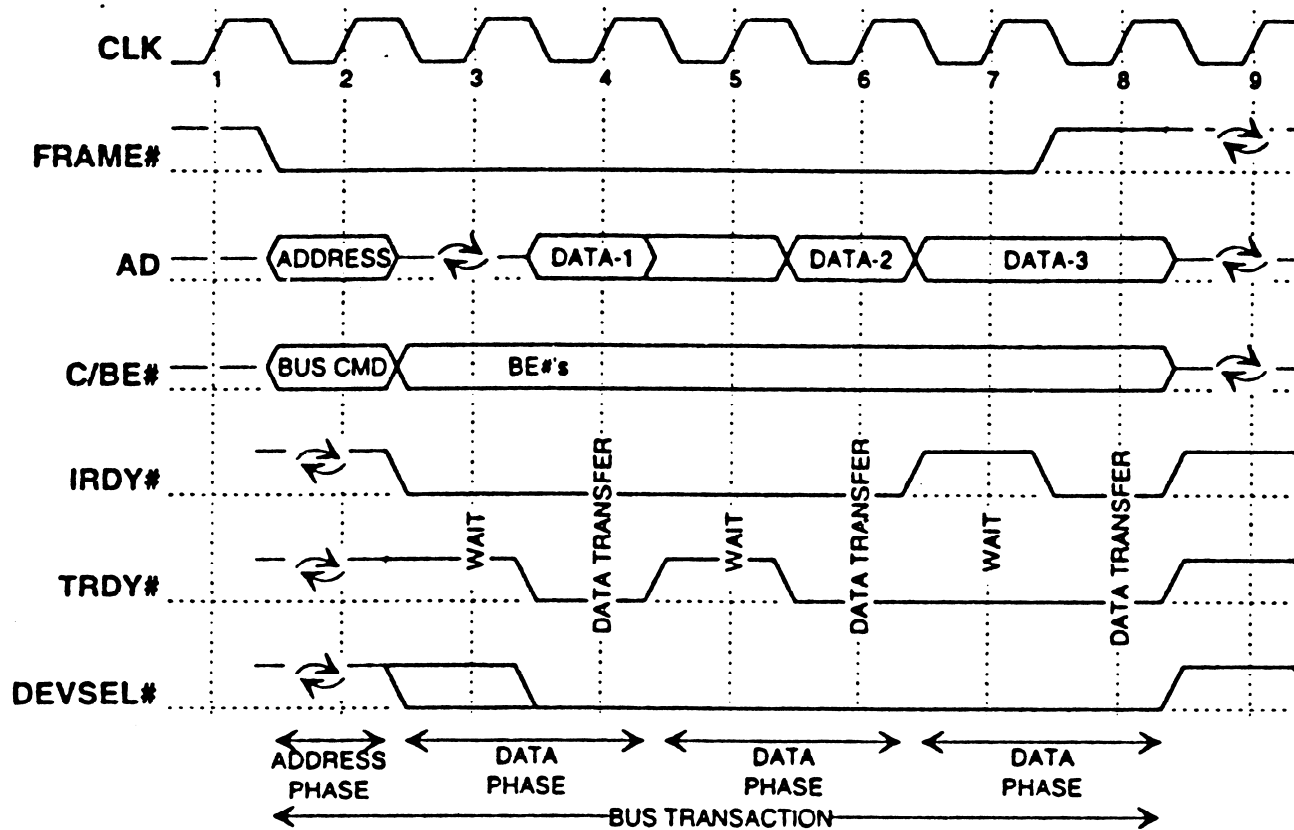 CLK
1 2 3 4 5 6 7 8 9
FRAME#
AD
ADDRESS DATA-1 DATA-2 DATA-3
C/BE#
BUS CMD BE#'s
IRDY#
WAIT
DATA TRANSFER
WAIT
DATA TRANSFER
WAIT
DATA TRANSFER
TRDY#
DEVSEL#
ADDRESS
PHASE
DATA
PHASE
DATA
PHASE
DATA
PHASE
BUS TRANSACTION